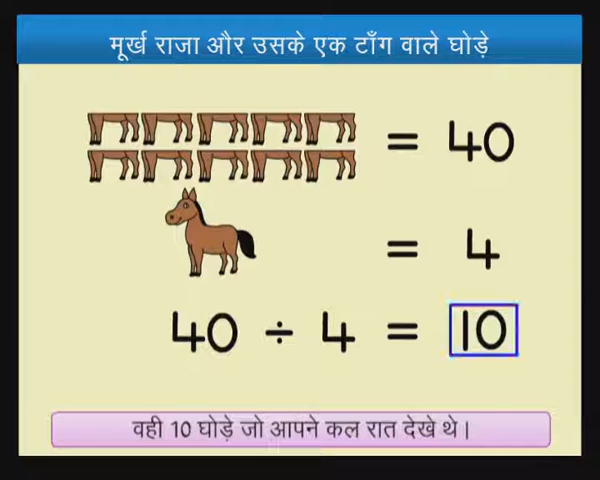 मूर्ख राजा और उसके एक टाँग वाले घोड़े
= 40
= 4
40 ÷ 4 = 10
वही 10 घोड़े जो आपने कल रात देखे थे।